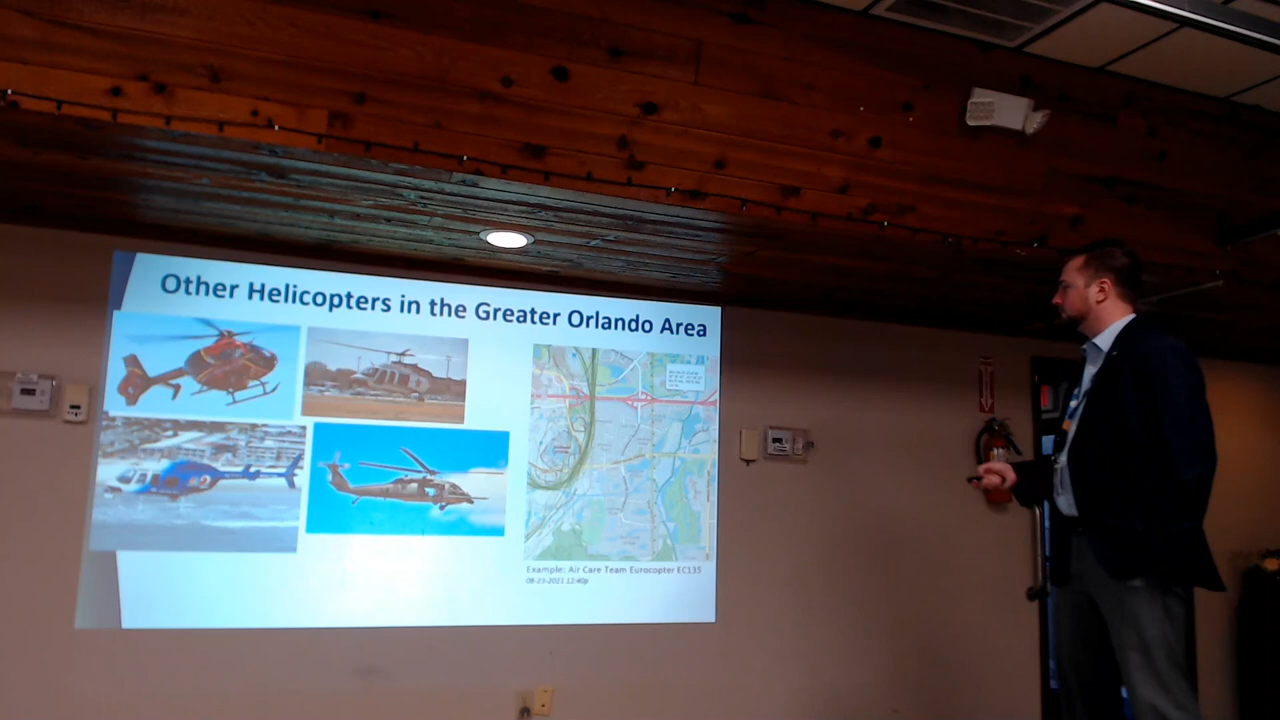 Other Helicopters in the Greater Orlando Area
Example: Air Care Team Eurocopter EC135
08-23-2021 12:40p